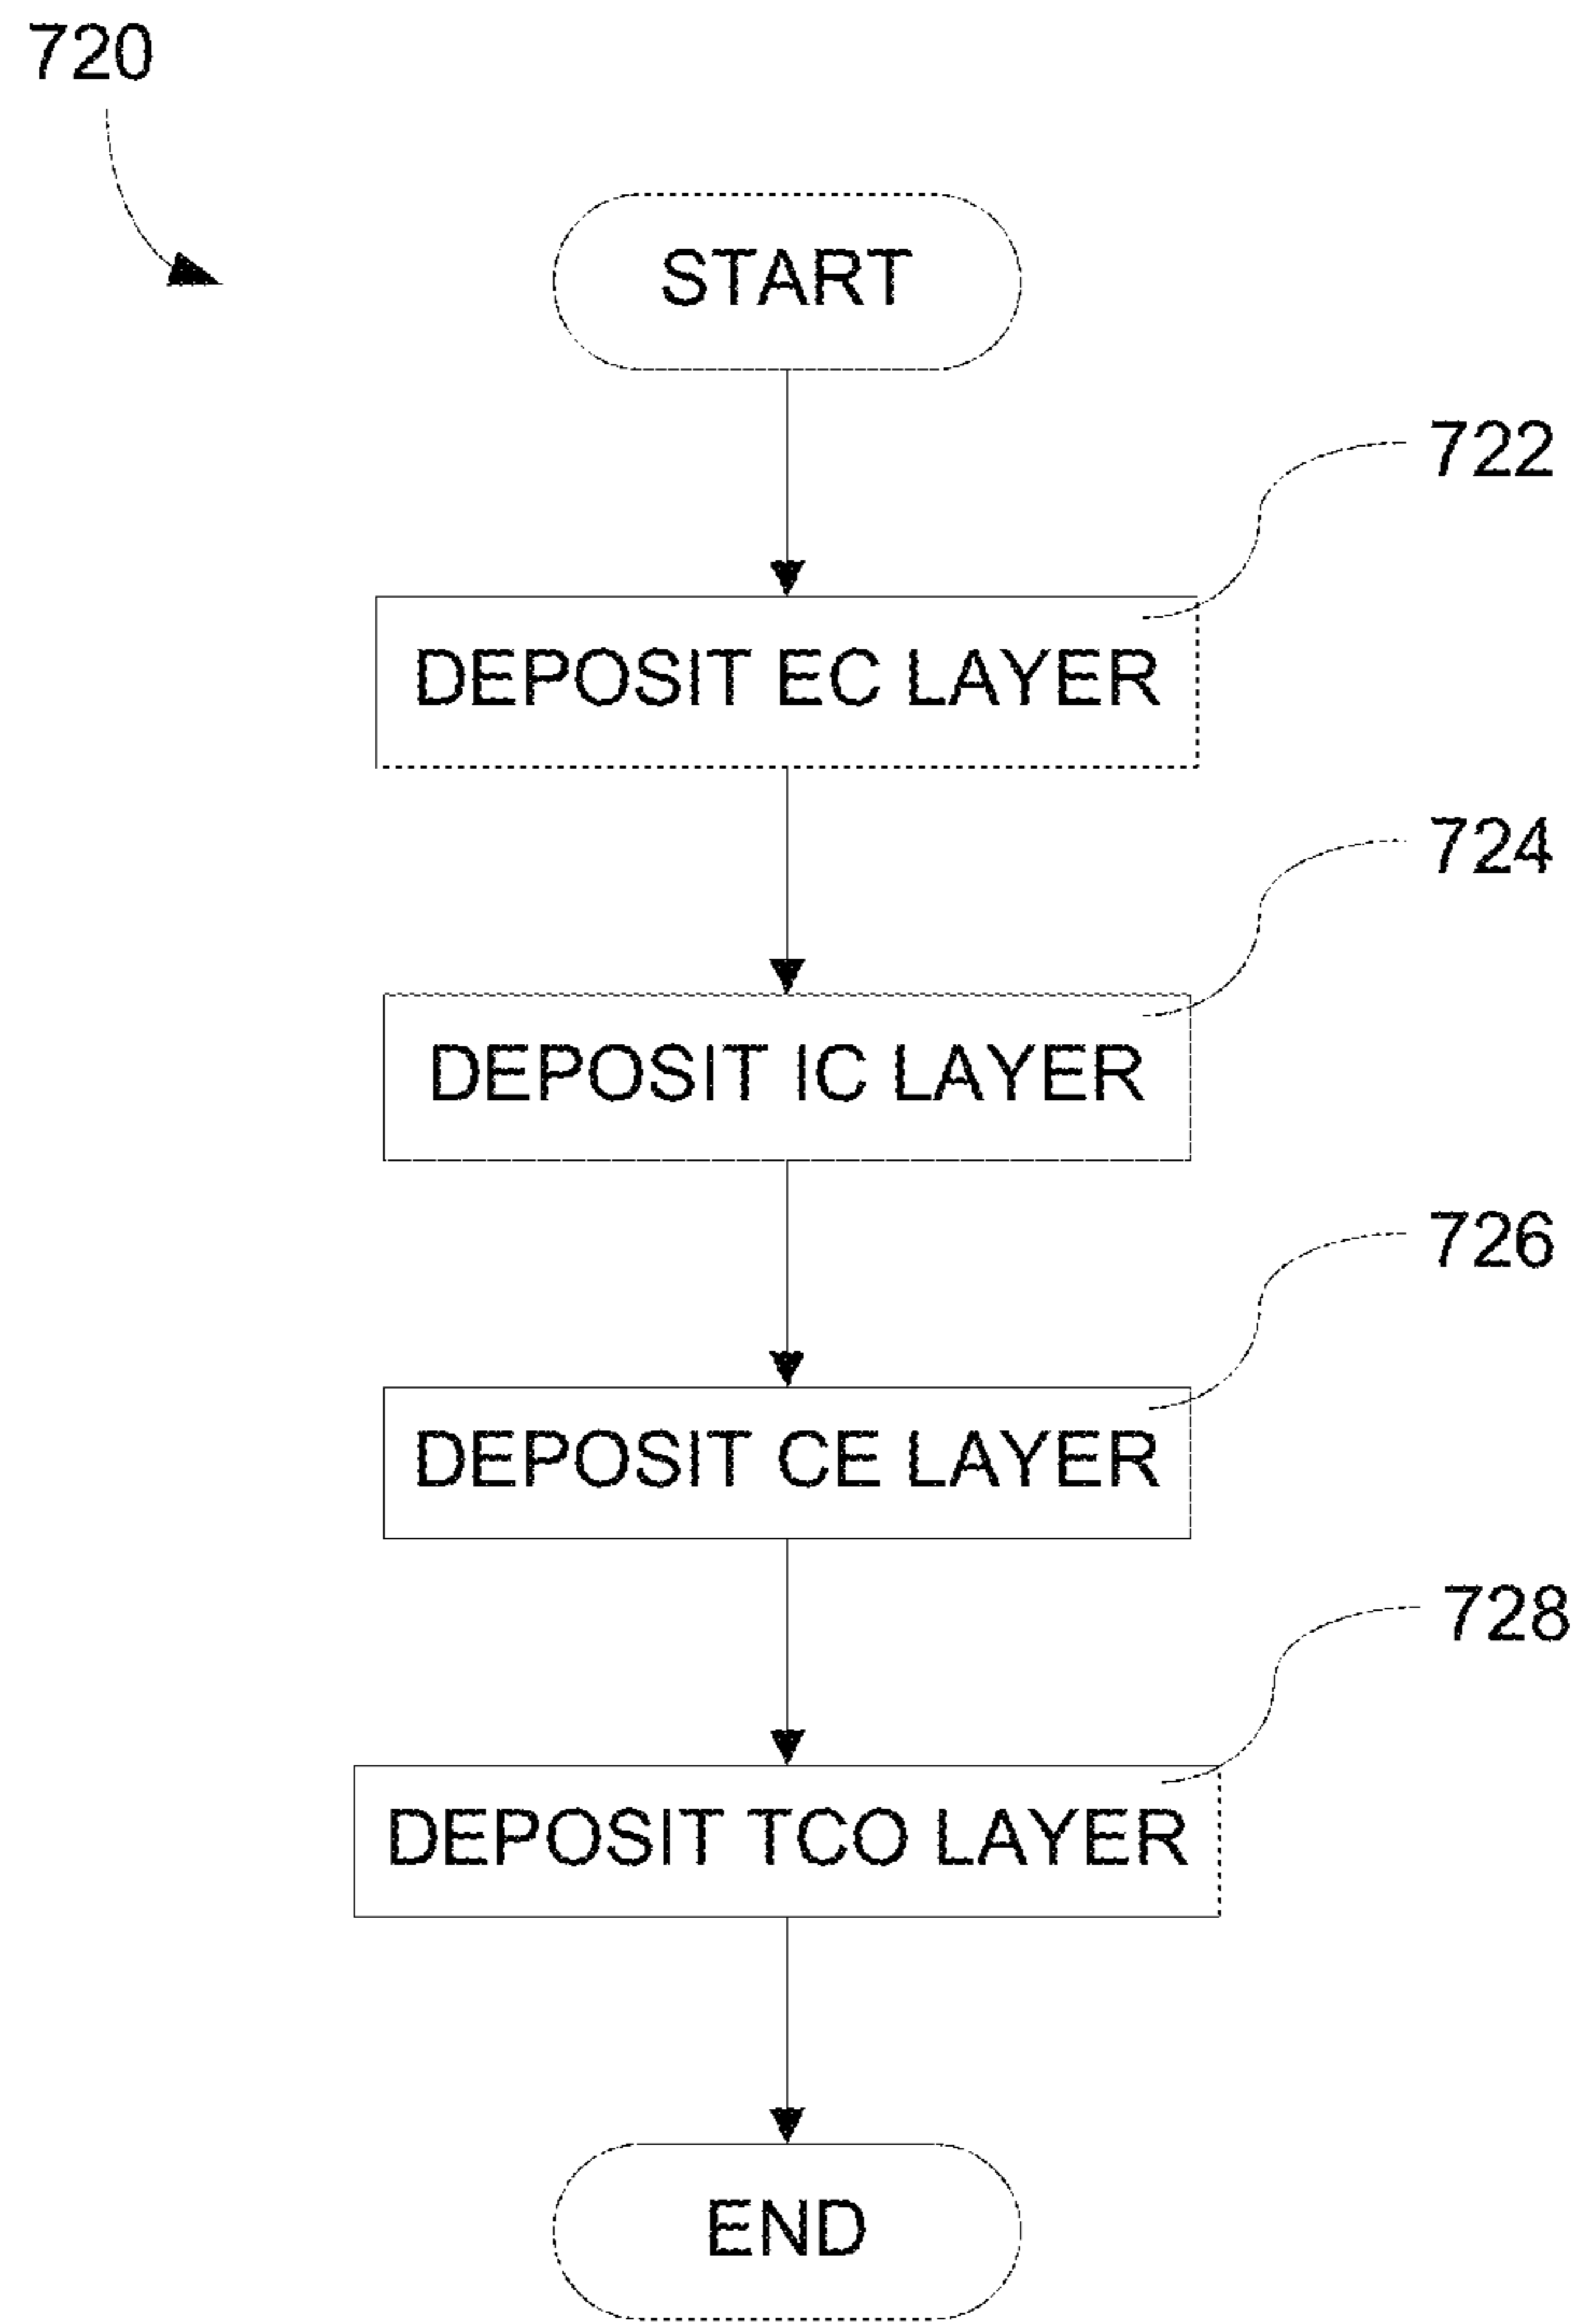 720
START
722
DEPOSIT EC LAYER
724
DEPOSIT IC LAYER
726
DEPOSIT CE LAYER
728
DEPOSIT TCO LAYER
END